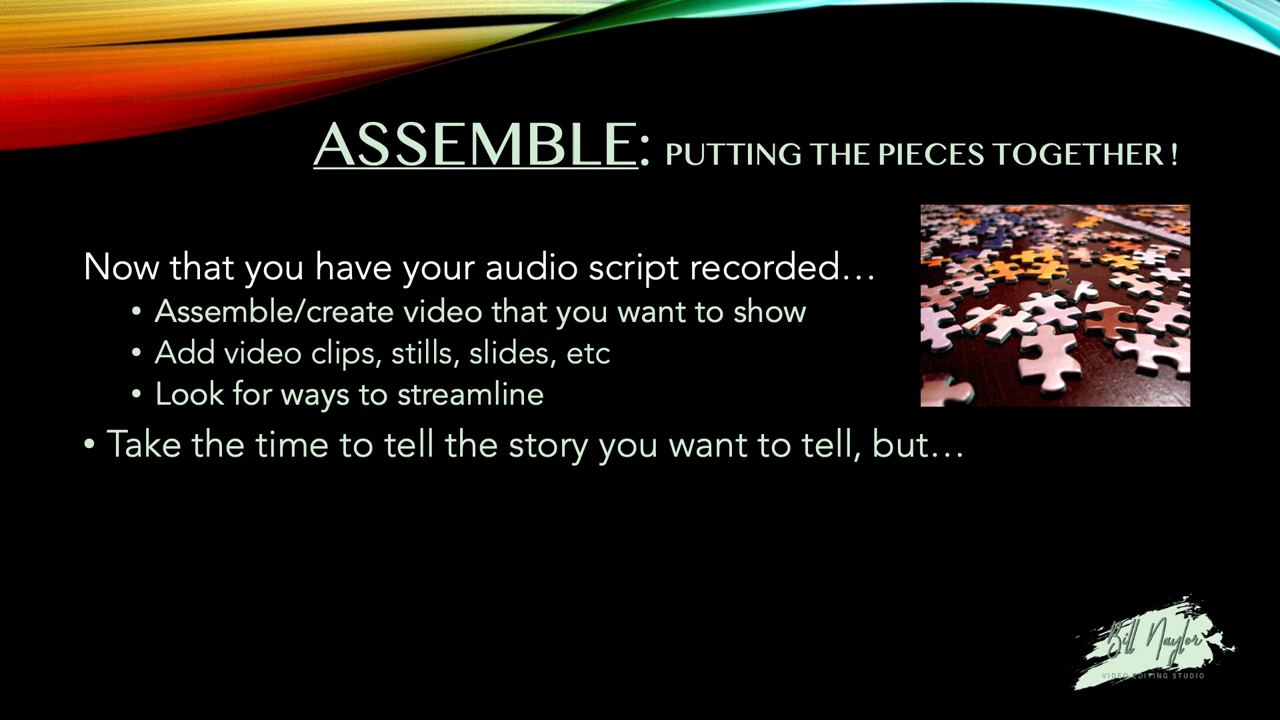 ASSEMBLE: PUTTING THE PIECES TOGETHER !
Now that you have your audio script recorded…
• Assemble/create video that you want to show
• Add video clips, stills, slides, etc
• Look for ways to streamline
• Take the time to tell the story you want to tell, but…
Bill Naylor
VIDEO EDITING STUDIO